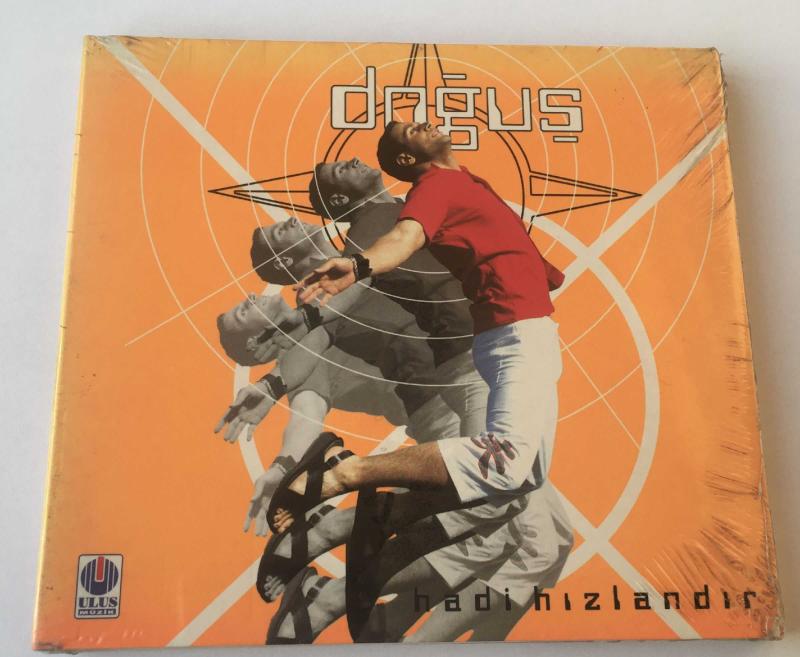 doğuş
ULUS
MÜZİK
hadi hızlandır